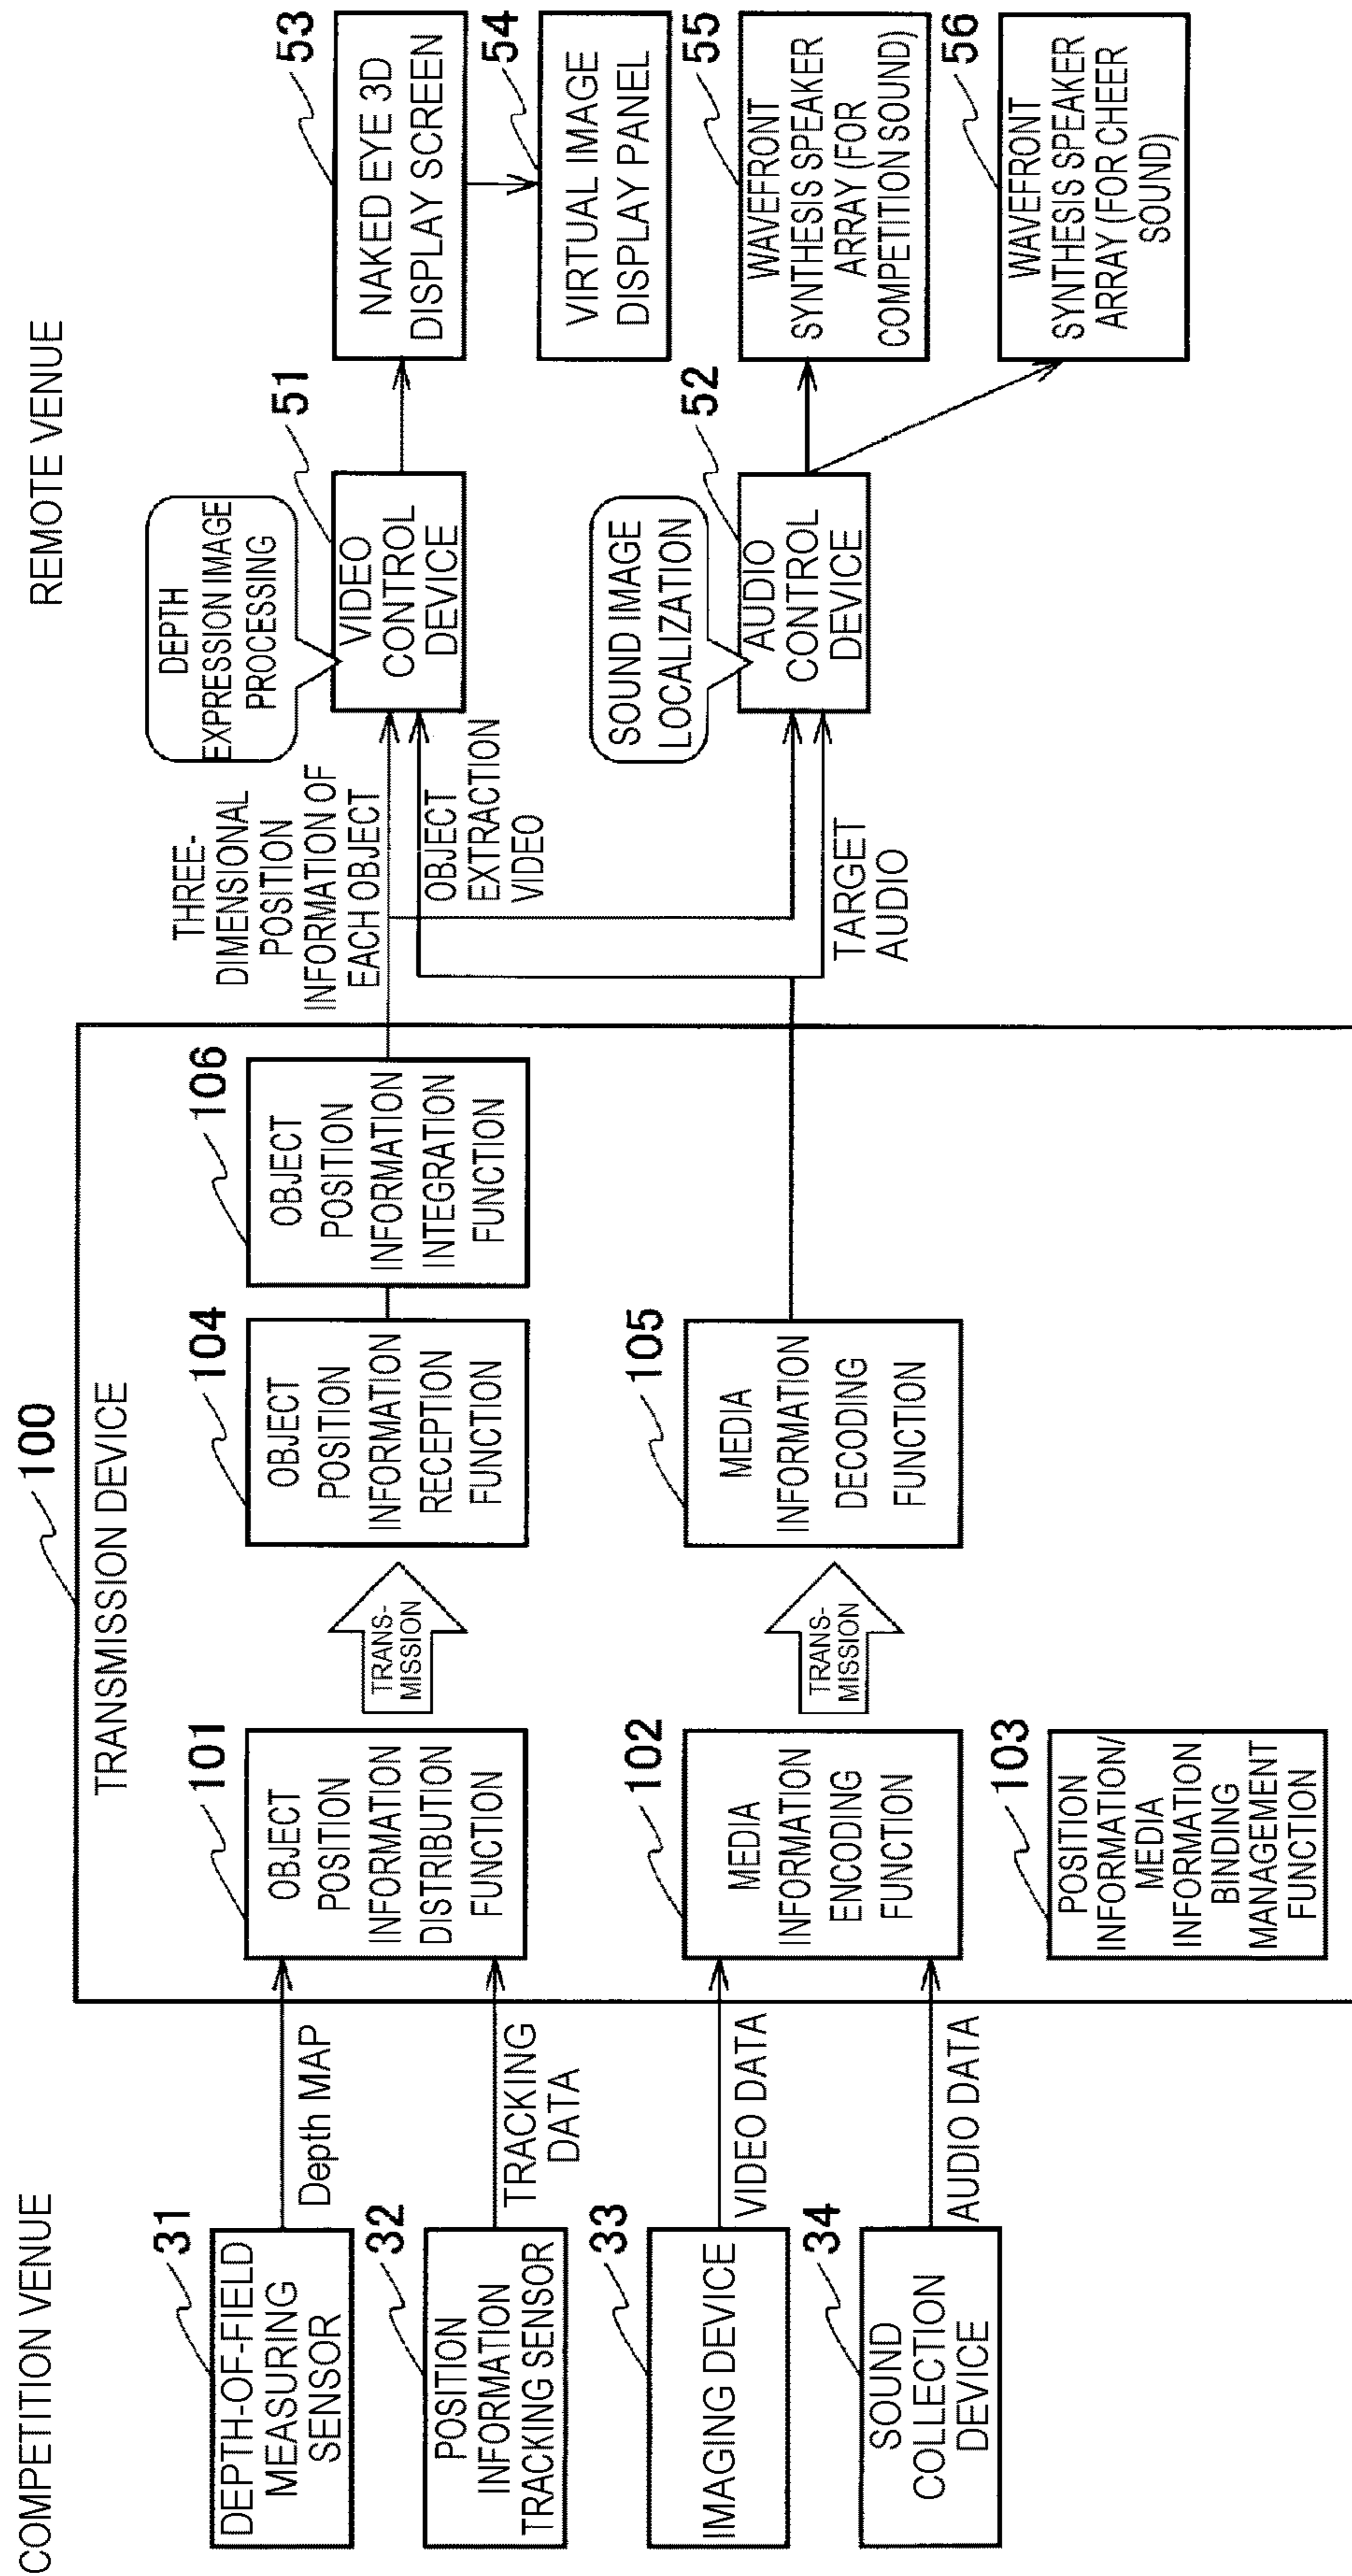 COMPETITION VENUE
31
DEPTH-OF-FIELD
MEASURING
SENSOR
Depth MAP
32
POSITION
INFORMATION
TRACKING SENSOR
TRACKING
DATA
33
IMAGING DEVICE
VIDEO DATA
34
SOUND
COLLECTION
DEVICE
AUDIO DATA
100
TRANSMISSION DEVICE
101
OBJECT
POSITION
INFORMATION
DISTRIBUTION
FUNCTION
TRANS-
MISSION
104
OBJECT
POSITION
INFORMATION
RECEPTION
FUNCTION
106
OBJECT
POSITION
INFORMATION
INTEGRATION
FUNCTION
102
MEDIA
INFORMATION
ENCODING
FUNCTION
TRANS-
MISSION
105
MEDIA
INFORMATION
DECODING
FUNCTION
103
POSITION
INFORMATION/
MEDIA
INFORMATION
BINDING
MANAGEMENT
FUNCTION
REMOTE VENUE
THREE-
DIMENSIONAL
POSITION
INFORMATION OF
EACH OBJECT
OBJECT
EXTRACTION
VIDEO
TARGET
AUDIO
DEPTH
EXPRESSION IMAGE
PROCESSING
51
VIDEO
CONTROL
DEVICE
SOUND IMAGE
LOCALIZATION
52
AUDIO
CONTROL
DEVICE
53
NAKED EYE 3D
DISPLAY SCREEN
54
VIRTUAL IMAGE
DISPLAY PANEL
55
WAVEFRONT
SYNTHESIS SPEAKER
ARRAY (FOR
COMPETITION SOUND)
56
WAVEFRONT
SYNTHESIS SPEAKER
ARRAY (FOR CHEER
SOUND)